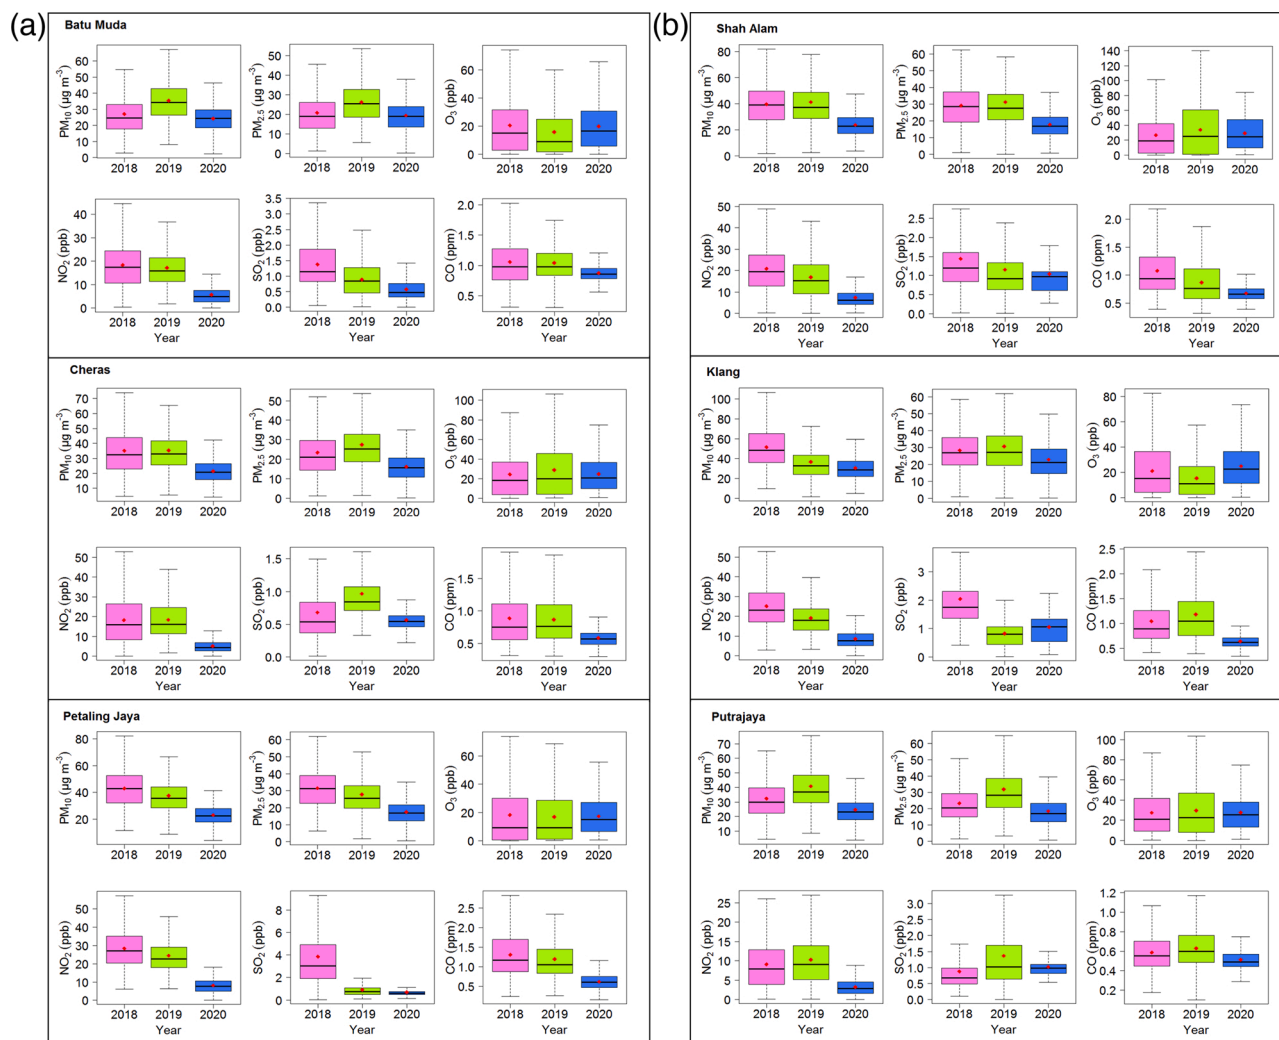 (a)
Batu Muda
PM10 (µg m-3)
60
50
40
30
20
10
0
2018 2019 2020
PM2.5 (µg m-3)
50
40
30
20
10
0
2018 2019 2020
O3 (ppb)
60
40
20
0
2018 2019 2020
NO2 (ppb)
40
30
20
10
0
2018 2019 2020
SO2 (ppb)
3.5
3.0
2.5
2.0
1.5
1.0
0.5
0.0
2018 2019 2020
CO (ppm)
2.0
1.5
1.0
0.5
2018 2019 2020
Year
Year
Cheras
PM10 (µg m-3)
70
60
50
40
30
20
10
2018 2019 2020
PM2.5 (µg m-3)
50
40
30
20
10
0
2018 2019 2020
O3 (ppb)
100
80
60
40
20
0
2018 2019 2020
NO2 (ppb)
50
40
30
20
10
0
2018 2019 2020
SO2 (ppb)
1.5
1.0
0.5
0.0
2018 2019 2020
CO (ppm)
1.5
1.0
0.5
2018 2019 2020
Year
Year
Petaling Jaya
PM10 (µg m-3)
80
60
40
20
2018 2019 2020
PM2.5 (µg m-3)
60
50
40
30
20
10
0
2018 2019 2020
O3 (ppb)
60
40
20
0
2018 2019 2020
NO2 (ppb)
50
40
30
20
10
0
2018 2019 2020
SO2 (ppb)
8
6
4
2
0
2018 2019 2020
CO (ppm)
2.5
2.0
1.5
1.0
0.5
2018 2019 2020
Year
Year
(b)
Shah Alam
PM10 (µg m-3)
80
60
40
20
0
2018 2019 2020
PM2.5 (µg m-3)
60
50
40
30
20
10
0
2018 2019 2020
O3 (ppb)
140
120
100
80
60
40
20
0
2018 2019 2020
NO2 (ppb)
50
40
30
20
10
0
2018 2019 2020
SO2 (ppb)
2.5
2.0
1.5
1.0
0.5
0.0
2018 2019 2020
CO (ppm)
2.0
1.5
1.0
0.5
2018 2019 2020
Year
Year
Klang
PM10 (µg m-3)
100
80
60
40
20
0
2018 2019 2020
PM2.5 (µg m-3)
60
50
40
30
20
10
0
2018 2019 2020
O3 (ppb)
80
60
40
20
0
2018 2019 2020
NO2 (ppb)
50
40
30
20
10
0
2018 2019 2020
SO2 (ppb)
3
2
1
0
2018 2019 2020
CO (ppm)
2.5
2.0
1.5
1.0
0.5
2018 2019 2020
Year
Year
Putrajaya
PM10 (µg m-3)
70
60
50
40
30
20
10
2018 2019 2020
PM2.5 (µg m-3)
60
50
40
30
20
10
0
2018 2019 2020
O3 (ppb)
100
80
60
40
20
0
2018 2019 2020
NO2 (ppb)
25
20
15
10
5
0
2018 2019 2020
SO2 (ppb)
3.0
2.5
2.0
1.5
1.0
0.5
0.0
2018 2019 2020
CO (ppm)
1.2
1.0
0.8
0.6
0.4
0.2
2018 2019 2020
Year
Year